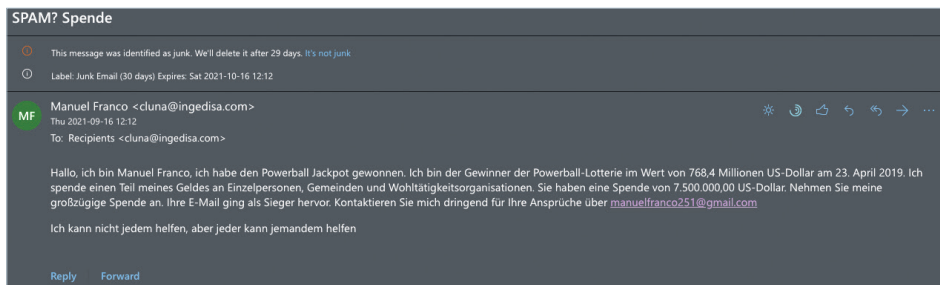 SPAM? Spende
This message was identified as junk. We'll delete it after 29 days. It's not junk
Label: Junk Email (30 days) Expires: Sat 2021-10-16 12:12
MF
Manuel Franco <cluna@ingedisa.com>
Thu 2021-09-16 12:12
To: Recipients <cluna@ingedisa.com>
Hallo, ich bin Manuel Franco, ich habe den Powerball Jackpot gewonnen. Ich bin der Gewinner der Powerball-Lotterie im Wert von 768,4 Millionen US-Dollar am 23. April 2019. Ich
spende einen Teil meines Geldes an Einzelpersonen, Gemeinden und Wohltätigkeitsorganisationen. Sie haben eine Spende von 7.500.000,00 US-Dollar. Nehmen Sie meine
großzügige Spende an. Ihre E-Mail ging als Sieger hervor. Kontaktieren Sie mich dringend für Ihre Ansprüche über manuelfranco251@gmail.com
Ich kann nicht jedem helfen, aber jeder kann jemandem helfen
Reply Forward